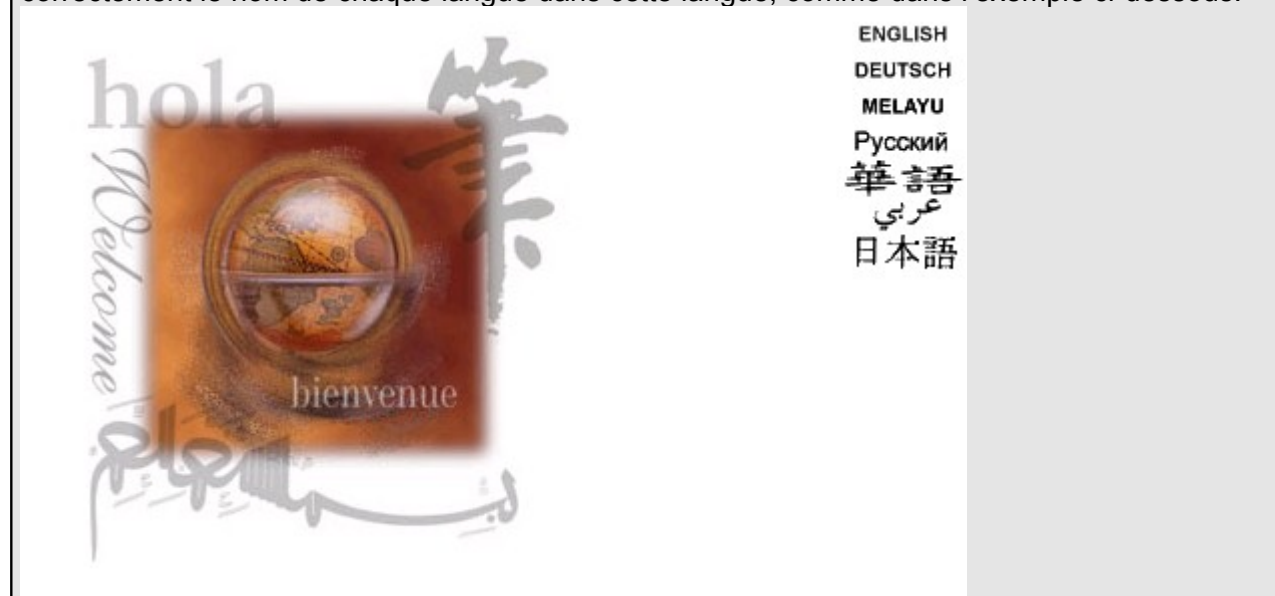 correctement le nom de chaque langue dans cette langue, comme dans l'exemple ci-dessous.
hola
筆
Welcome
bienvenue
ENGLISH
DEUTSCH
MELAYU
Русский
華語
عربي
日本語